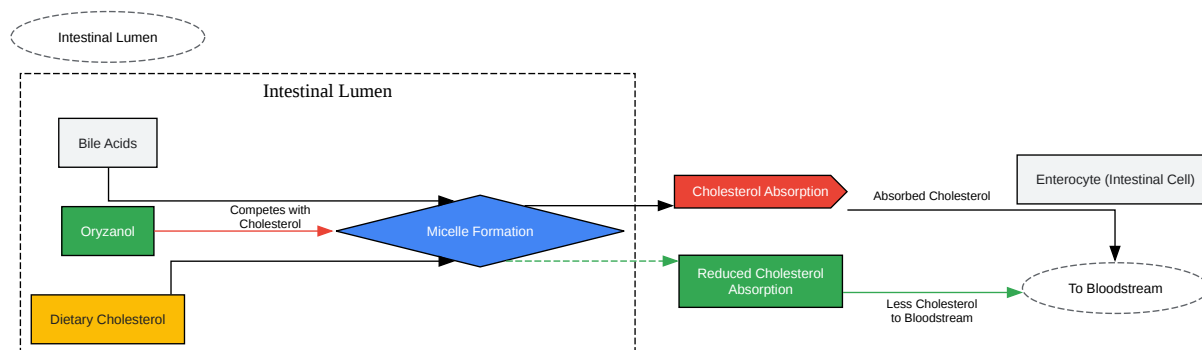 Intestinal Lumen
Intestinal Lumen
Bile Acids
Oryzanol
Competes with
Cholesterol
Micelle Formation
Dietary Cholesterol
Cholesterol Absorption
Absorbed Cholesterol
Enterocyte (Intestinal Cell)
Reduced Cholesterol
Absorption
Less Cholesterol
to Bloodstream
To Bloodstream